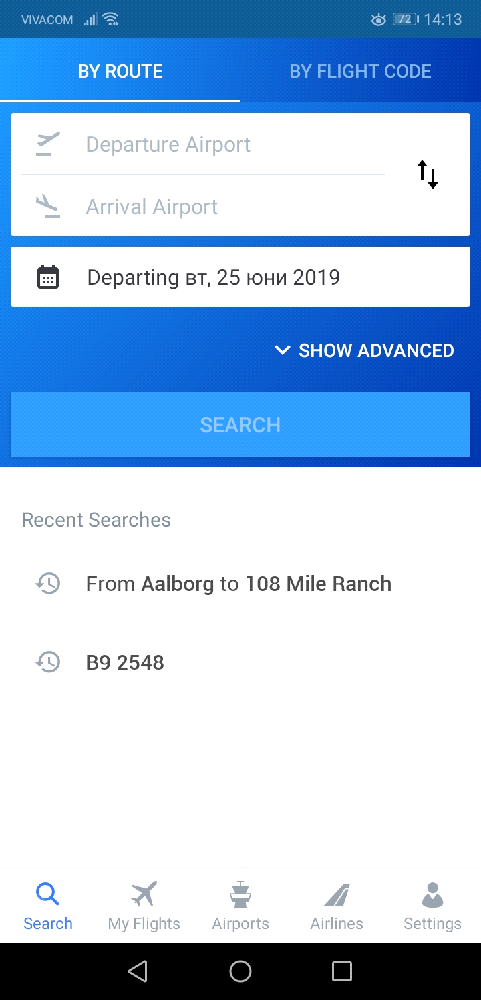 VIVACOM 72 14:13
BY ROUTE BY FLIGHT CODE
Departure Airport
Arrival Airport
Departing вт, 25 юни 2019
SHOW ADVANCED
SEARCH
Recent Searches
From Aalborg to 108 Mile Ranch
B9 2548
Search My Flights Airports Airlines Settings